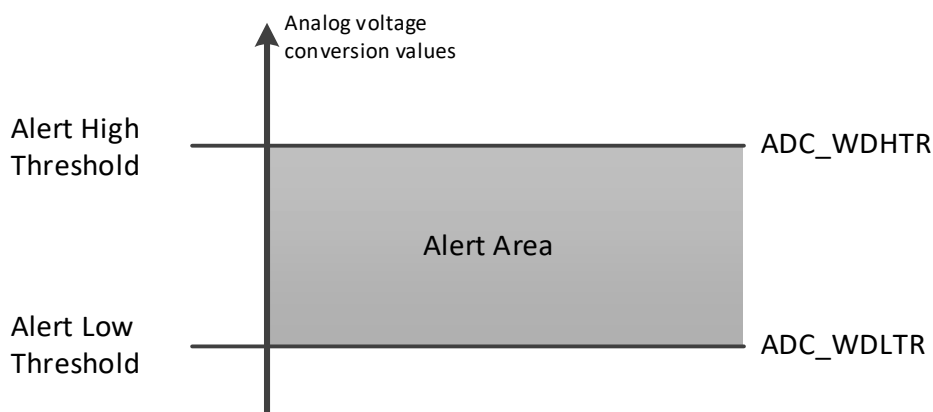 Analog voltage
conversion values
Alert High
Threshold
ADC_WDHTR
Alert Area
Alert Low
Threshold
ADC_WDLTR